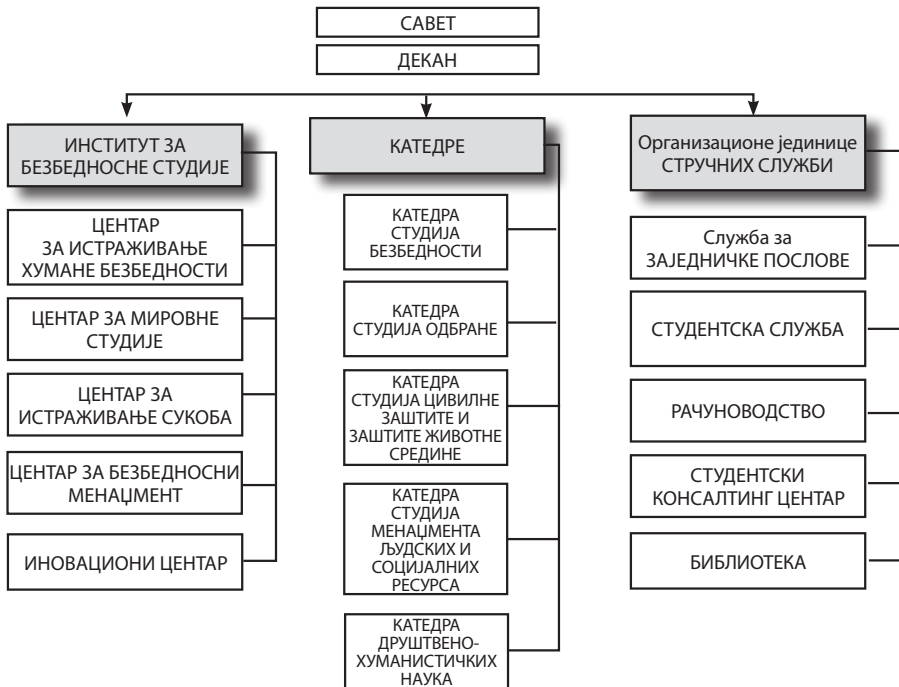 САВЕТ
ДЕКАН
ИНСТИТУТ ЗА
БЕЗБЕДНОСНЕ СТУДИЈЕ
ЦЕНТАР
ЗА ИСТРАЖИВАЊЕ
ХУМАНЕ БЕЗБЕДНОСТИ
ЦЕНТАР ЗА МИРОВНЕ
СТУДИЈЕ
ЦЕНТАР ЗА
ИСТРАЖИВАЊЕ СУКОБА
ЦЕНТАР ЗА БЕЗБЕДНОСНИ
МЕНАЏМЕНТ
ИНОВАЦИОНИ ЦЕНТАР
КАТЕДРЕ
КАТЕДРА
СТУДИЈА
БЕЗБЕДНОСТИ
КАТЕДРА
СТУДИЈА ОДБРАНЕ
КАТЕДРА
СТУДИЈА ЦИВИЛНЕ
ЗАШТИТЕ И
ЗАШТИТЕ ЖИВОТНЕ
СРЕДИНЕ
КАТЕДРА
СТУДИЈА
МЕНАЏМЕНТА
ЉУДСКИХ И
СОЦИЈАЛНИХ
РЕСУРСА
КАТЕДРА
ДРУШТВЕНО-
ХУМАНИСТИЧКИХ
НАУКА
Организационе јединице
СТРУЧНИХ СЛУЖБИ
Служба за
ЗАЈЕДНИЧКЕ ПОСЛОВЕ
СТУДЕНТСКА СЛУЖБА
РАЧУНОВОДСТВО
СТУДЕНТСКИ
КОНСАЛТИНГ ЦЕНТАР
БИБЛИОТЕКА